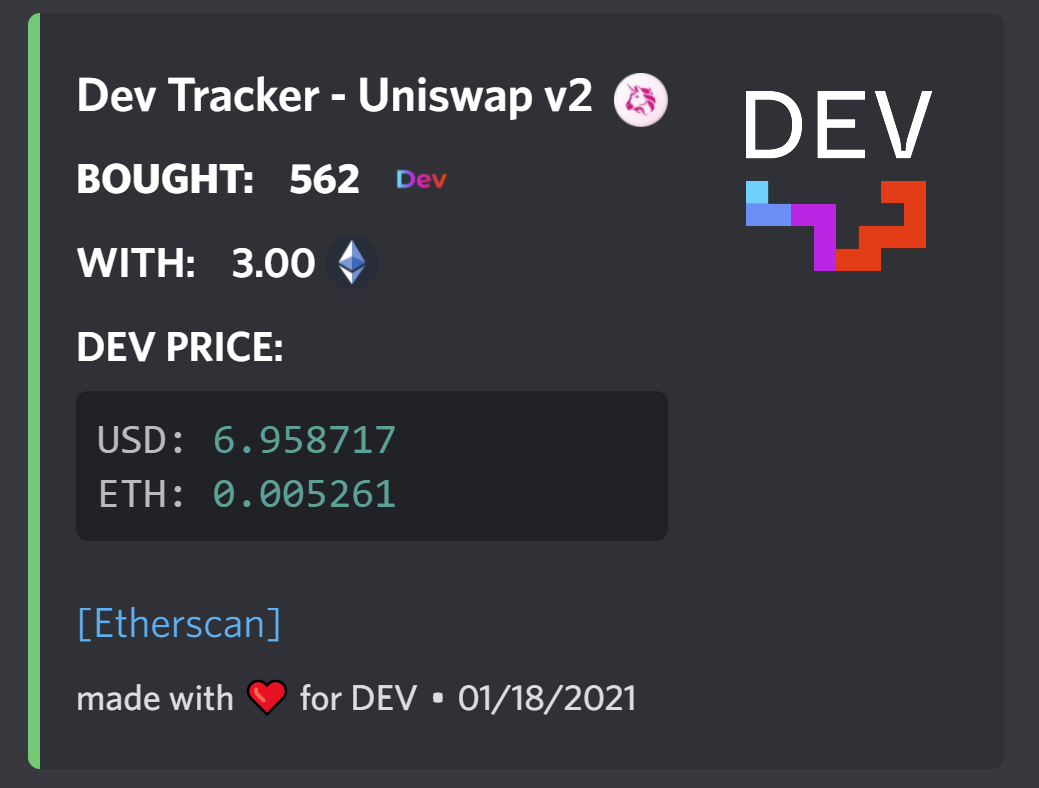 Dev Tracker - Uniswap v2
DEV
BOUGHT: 562 Dev
WITH: 3.00
DEV PRICE:
USD: 6.958717
ETH: 0.005261
[Etherscan]
made with ❤️ for DEV • 01/18/2021